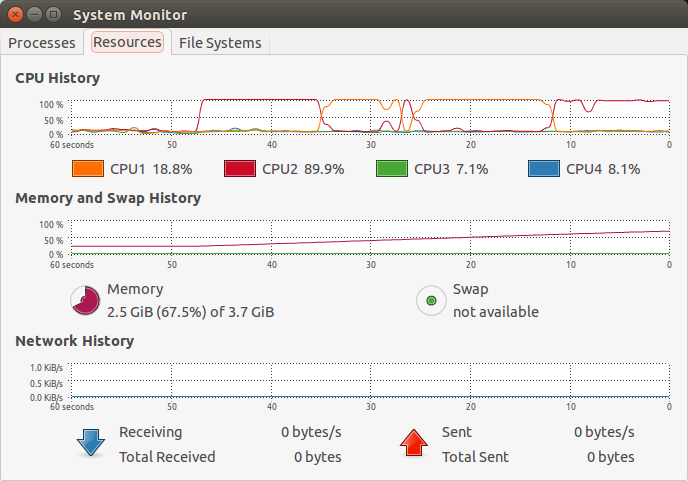 System Monitor
Processes Resources File Systems
CPU History
100 %
50 %
0 %
60 seconds 50 40 30 20 10 0
CPU1 18.8% CPU2 89.9% CPU3 7.1% CPU4 8.1%
Memory and Swap History
100 %
50 %
0 %
60 seconds 50 40 30 20 10 0
Memory Swap
2.5 GiB (67.5%) of 3.7 GiB not available
Network History
1.0 KiB/s
0.5 KiB/s
0.0 KiB/s
60 seconds 50 40 30 20 10 0
Receiving 0 bytes/s Sent 0 bytes/s
Total Received 0 bytes Total Sent 0 bytes